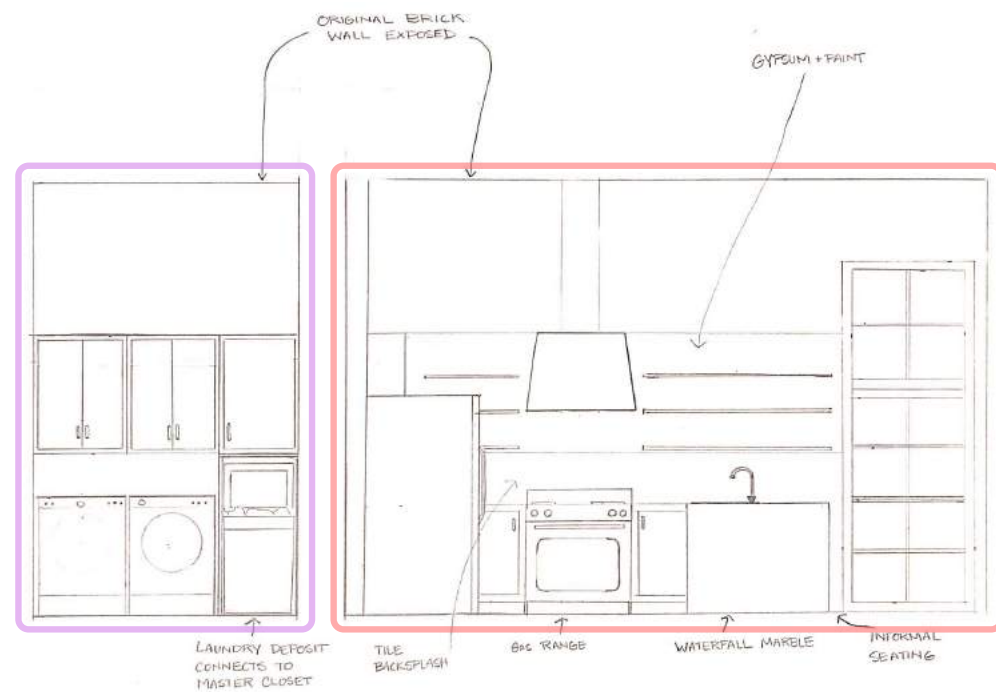 ORIGINAL BRICK
WALL EXPOSED
GYPSUM + PAINT
LAUNDRY DEPOSIT
CONNECTS TO
MASTER CLOSET
TILE
BACKSPLASH
GAS RANGE
WATERFALL MARBLE
INFORMAL
SEATING